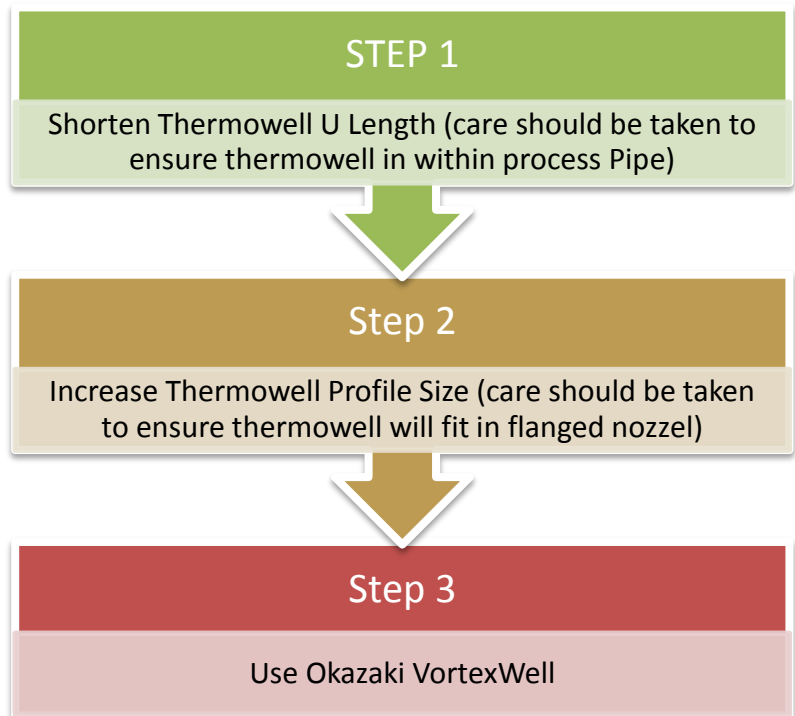 STEP 1
Shorten Thermowell U Length (care should be taken to
ensure thermowell in within process Pipe)
Step 2
Increase Thermowell Profile Size (care should be taken
to ensure thermowell will fit in flanged nozzel)
Step 3
Use Okazaki VortexWell